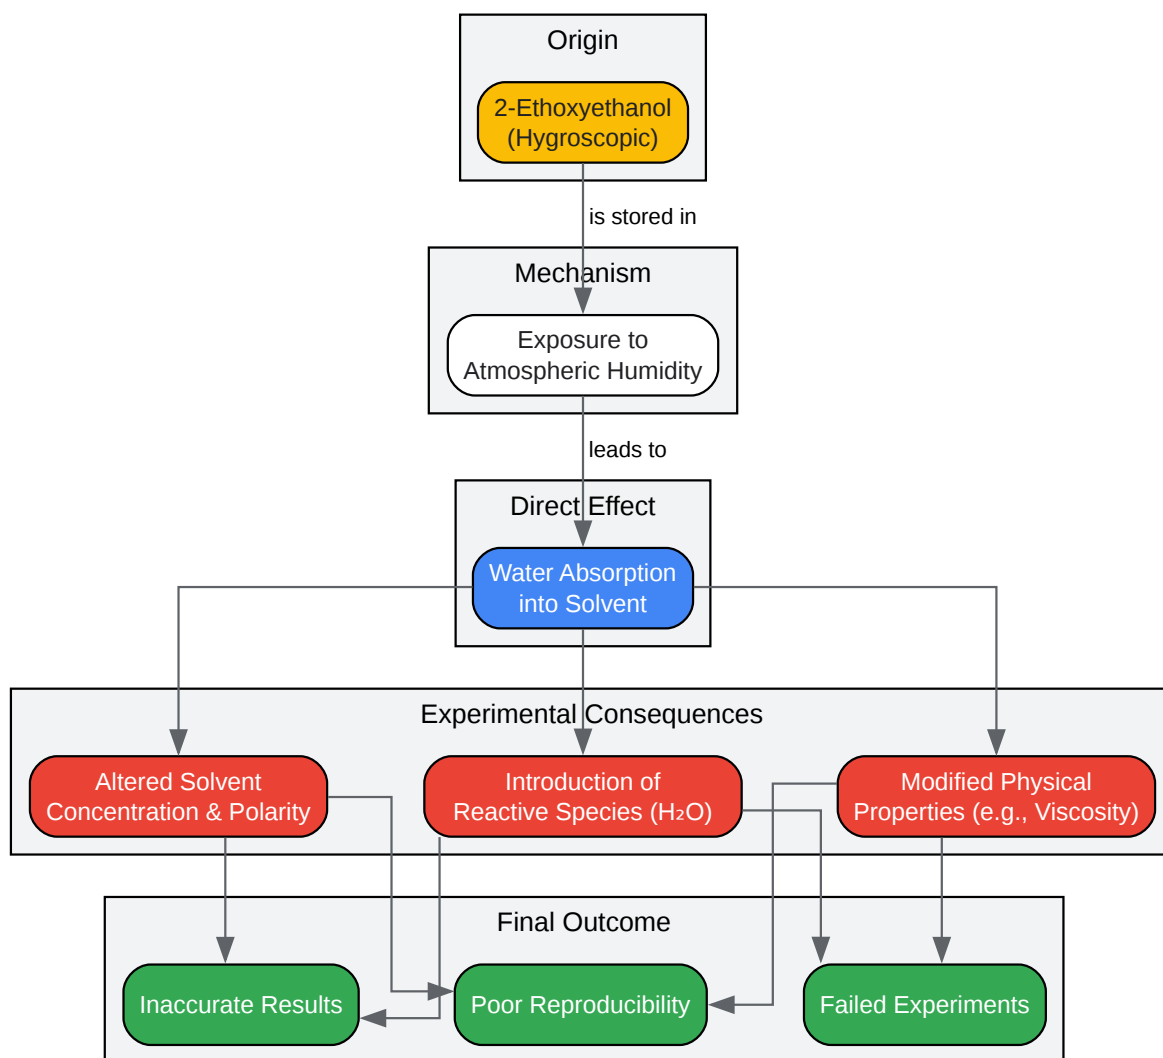 Origin
2-Ethoxyethanol
(Hygroscopic)
is stored in
Mechanism
Exposure to
Atmospheric Humidity
leads to
Direct Effect
Water Absorption
into Solvent
Experimental Consequences
Altered Solvent
Concentration & Polarity
Introduction of
Reactive Species (H₂O)
Modified Physical
Properties (e.g., Viscosity)
Final Outcome
Inaccurate Results
Poor Reproducibility
Failed Experiments